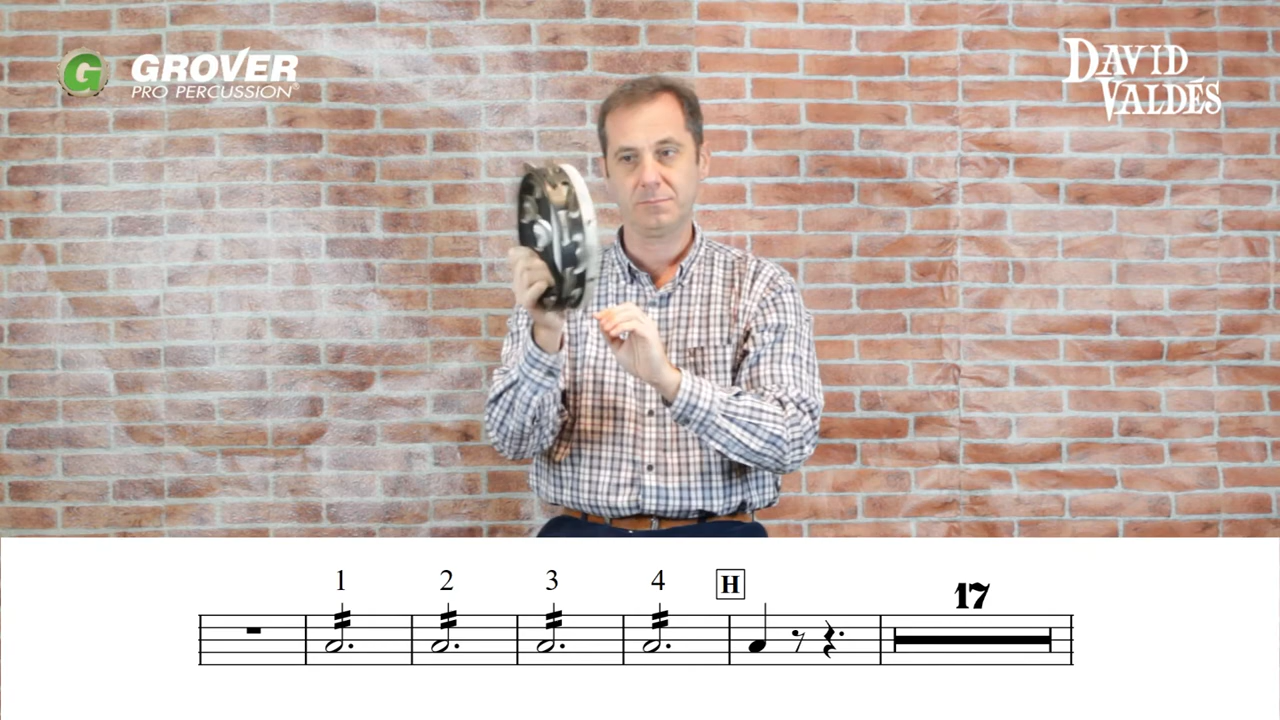 G GROVER
PRO PERCUSSION®
DAVID
VALDÉS
1 2 3 4 H 17